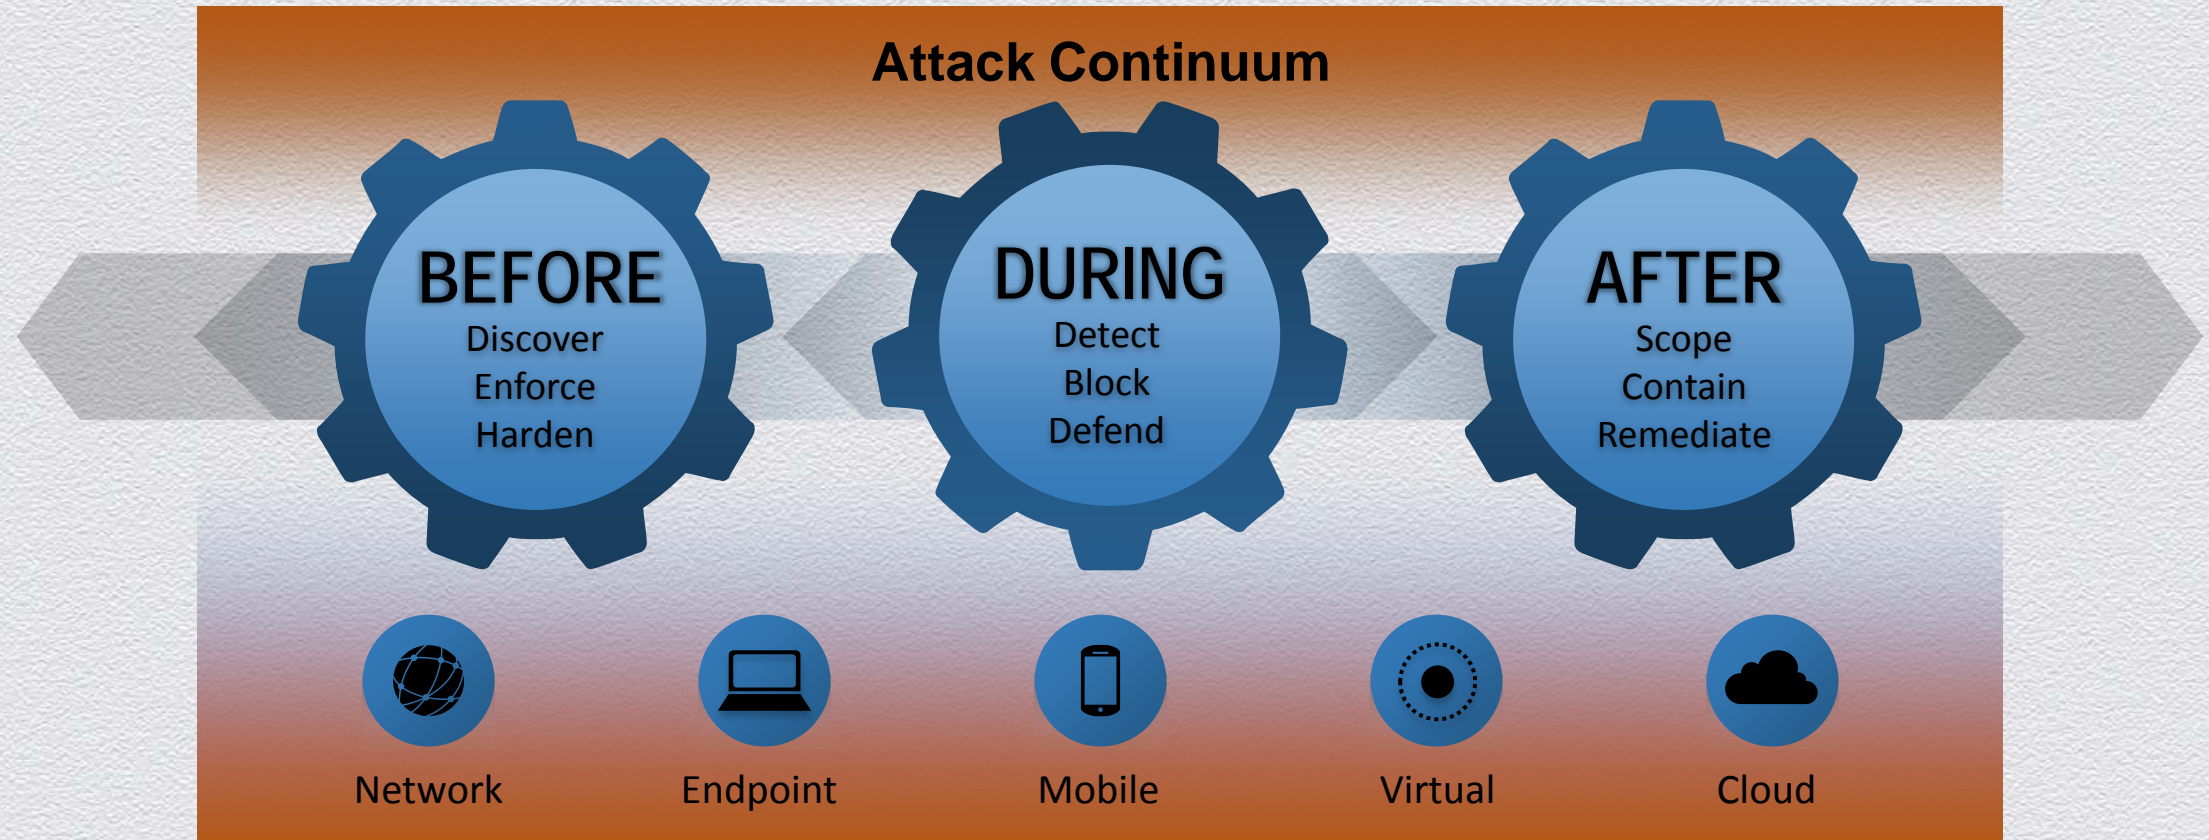 Attack Continuum
BEFORE
Discover
Enforce
Harden
DURING
Detect
Block
Defend
AFTER
Scope
Contain
Remediate
Network
Endpoint
Mobile
Virtual
Cloud